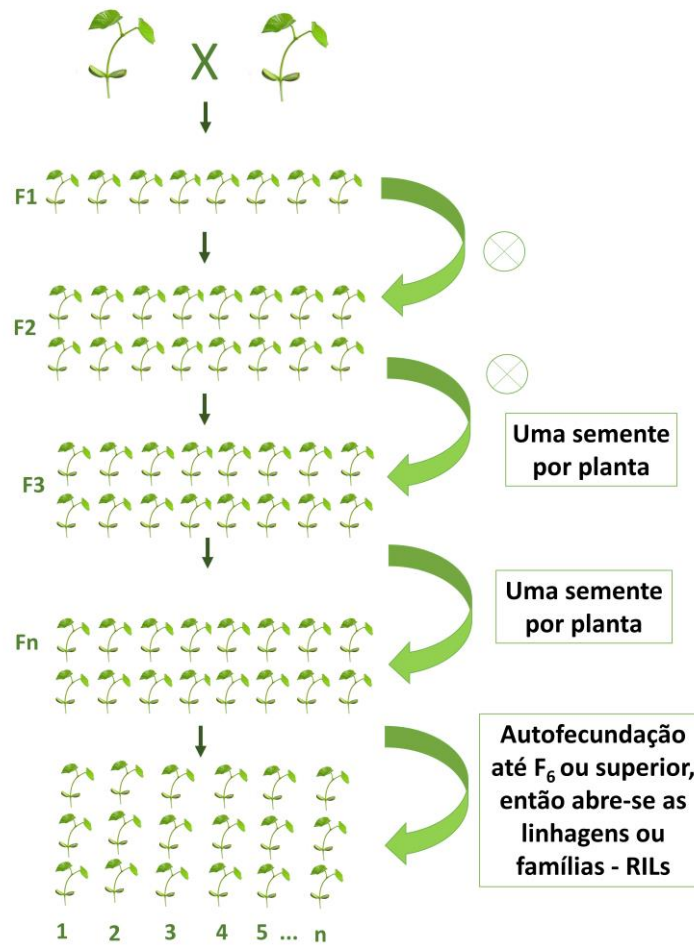 X
F1
F2
Uma semente
por planta
F3
Uma semente
por planta
Fn
Autofecundação
até F₆ ou superior,
então abre-se as
linhagens ou
famílias - RILs
1 2 3 4 5 ... n